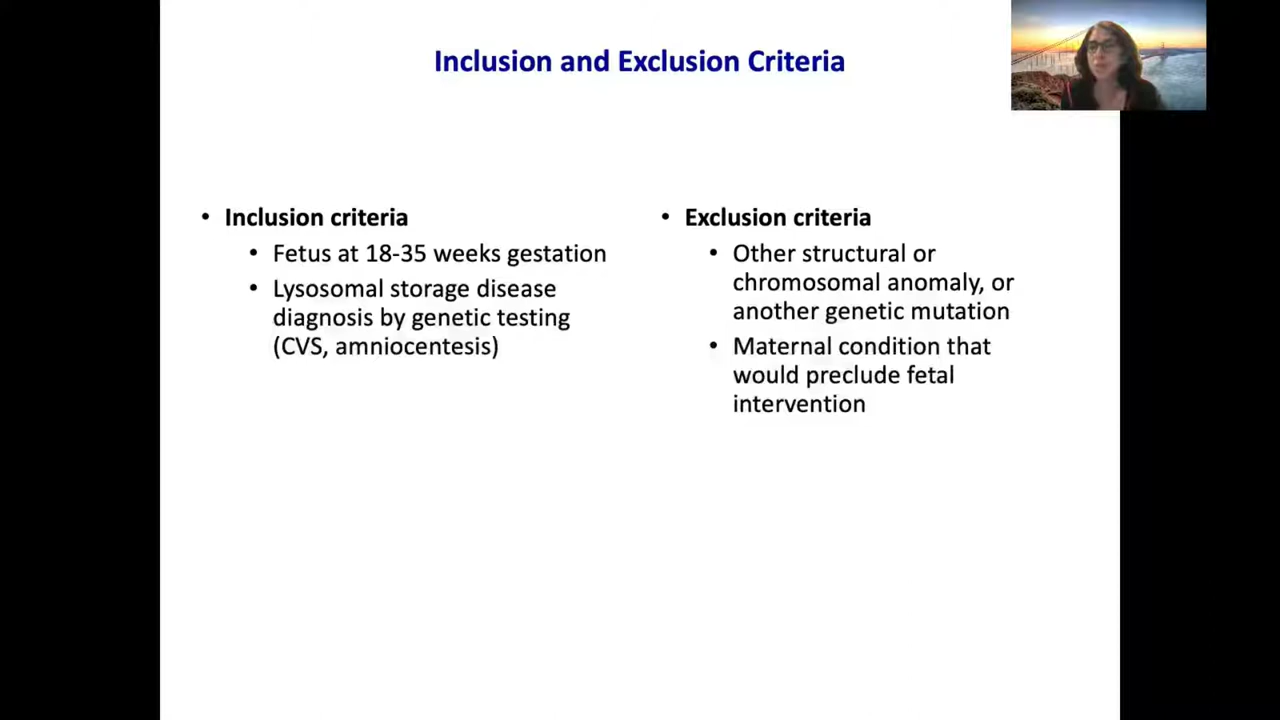 Inclusion and Exclusion Criteria
• Inclusion criteria
• Fetus at 18-35 weeks gestation
• Lysosomal storage disease
diagnosis by genetic testing
(CVS, amniocentesis)
• Exclusion criteria
• Other structural or
chromosomal anomaly, or
another genetic mutation
• Maternal condition that
would preclude fetal
intervention